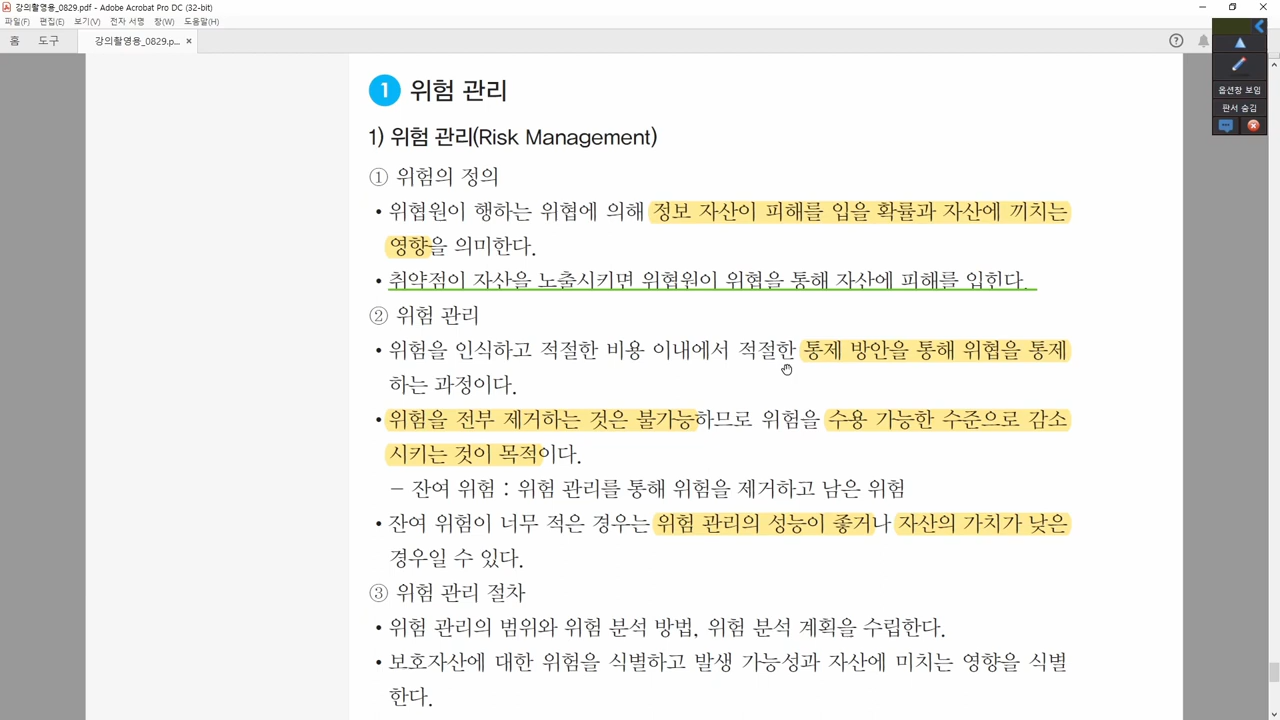 강의촬영용_0829.pdf - Adobe Acrobat Pro DC (32-bit)
파일(F) 편집(E) 보기(V) 전자 서명 창(W) 도움말(H)
홈 도구 강의촬영용_0829.p... ×
옵션창 보임
판서 숨김
1 위험 관리
1) 위험 관리(Risk Management)
① 위험의 정의
• 위협원이 행하는 위협에 의해 정보 자산이 피해를 입을 확률과 자산에 끼치는
영향을 의미한다.
• 취약점이 자산을 노출시키면 위협원이 위협을 통해 자산에 피해를 입힌다.
② 위험 관리
• 위험을 인식하고 적절한 비용 이내에서 적절한 통제 방안을 통해 위협을 통제
하는 과정이다.
• 위험을 전부 제거하는 것은 불가능하므로 위험을 수용 가능한 수준으로 감소
시키는 것이 목적이다.
– 잔여 위험 : 위험 관리를 통해 위험을 제거하고 남은 위험
• 잔여 위험이 너무 적은 경우는 위험 관리의 성능이 좋거나 자산의 가치가 낮은
경우일 수 있다.
③ 위험 관리 절차
• 위험 관리의 범위와 위험 분석 방법, 위험 분석 계획을 수립한다.
• 보호자산에 대한 위험을 식별하고 발생 가능성과 자산에 미치는 영향을 식별
한다.